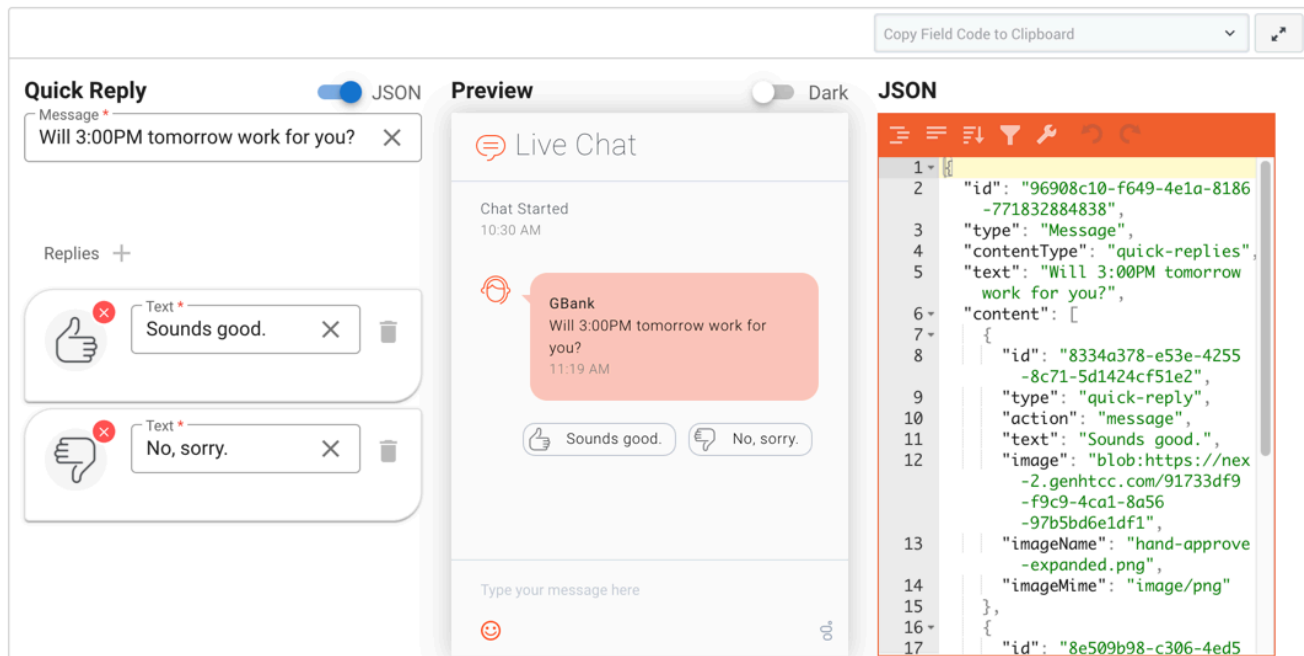 Copy Field Code to Clipboard
Quick Reply
JSON
Message *
Will 3:00PM tomorrow work for you?
Replies
Text *
Sounds good.
Text *
No, sorry.
Preview
Dark
Live Chat
Chat Started
10:30 AM
GBank
Will 3:00PM tomorrow work for
you?
11:19 AM
Sounds good.
No, sorry.
Type your message here
JSON
1 {
2 "id": "96908c10-f649-4e1a-8186
-771832884838",
3 "type": "Message",
4 "contentType": "quick-replies",
5 "text": "Will 3:00PM tomorrow
work for you?",
6 "content": [
7 {
8 "id": "8334a378-e53e-4255
-8c71-5d1424cf51e2",
9 "type": "quick-reply",
10 "action": "message",
11 "text": "Sounds good.",
12 "image": "blob:https://nex
-2.genhtcc.com/91733df9
-f9c9-4ca1-8a56
-97b5bd6e1df1",
13 "imageName": "hand-approve
-expanded.png",
14 "imageMime": "image/png"
15 },
16 {
17 "id": "8e509b98-c306-4ed5